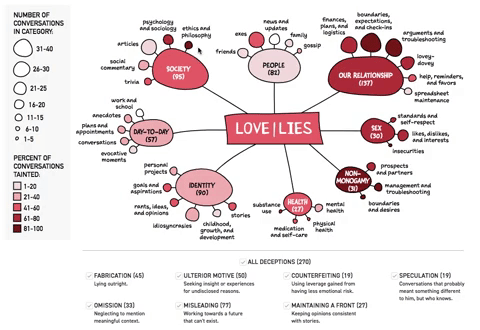 NUMBER OF
CONVERSATIONS
IN CATEGORY:
31-40
26-30
21-25
16-20
11-15
6-10
1-5
PERCENT OF
CONVERSATIONS
TAINTED:
1-20
21-40
41-60
61-80
81-100
psychology
and sociology
ethics and
philosophy
articles
social
commentary
trivia
SOCIETY
(95)
news and
updates
exes
family
friends
gossip
PEOPLE
(82)
finances,
plans, and
logistics
boundaries,
expectations,
and check-ins
arguments and
troubleshooting
lovey-
dovey
help, reminders,
and favors
spreadsheet
maintenance
OUR RELATIONSHIP
(137)
work and
school
anecdotes
plans and
appointments
conversations
evocative
moments
DAY-TO-DAY
(57)
LOVE|LIES
SEX
(30)
standards and
self-respect
likes, dislikes,
and interests
insecurities
personal
projects
goals and
aspirations
rants, ideas,
and opinions
idiosyncrasies
childhood,
growth, and
development
stories
IDENTITY
(90)
substance
use
medication
and self-care
physical
health
mental
health
HEALTH
(27)
NON-
MONOGAMY
(31)
prospects
and partners
management and
troubleshooting
boundaries
and desires
ALL DECEPTIONS (270)
FABRICATION (45)
Lying outright.
ULTERIOR MOTIVE (50)
Seeking insight or experiences
for undisclosed reasons.
COUNTERFEITING (19)
Using leverage gained from
having less emotional risk.
SPECULATION (19)
Conversations that probably
meant something different
to him, but who knows.
OMISSION (33)
Neglecting to mention
meaningful context.
MISLEADING (77)
Working towards a future
that can't exist.
MAINTAINING A FRONT (27)
Keeping opinions consistent
with stories.